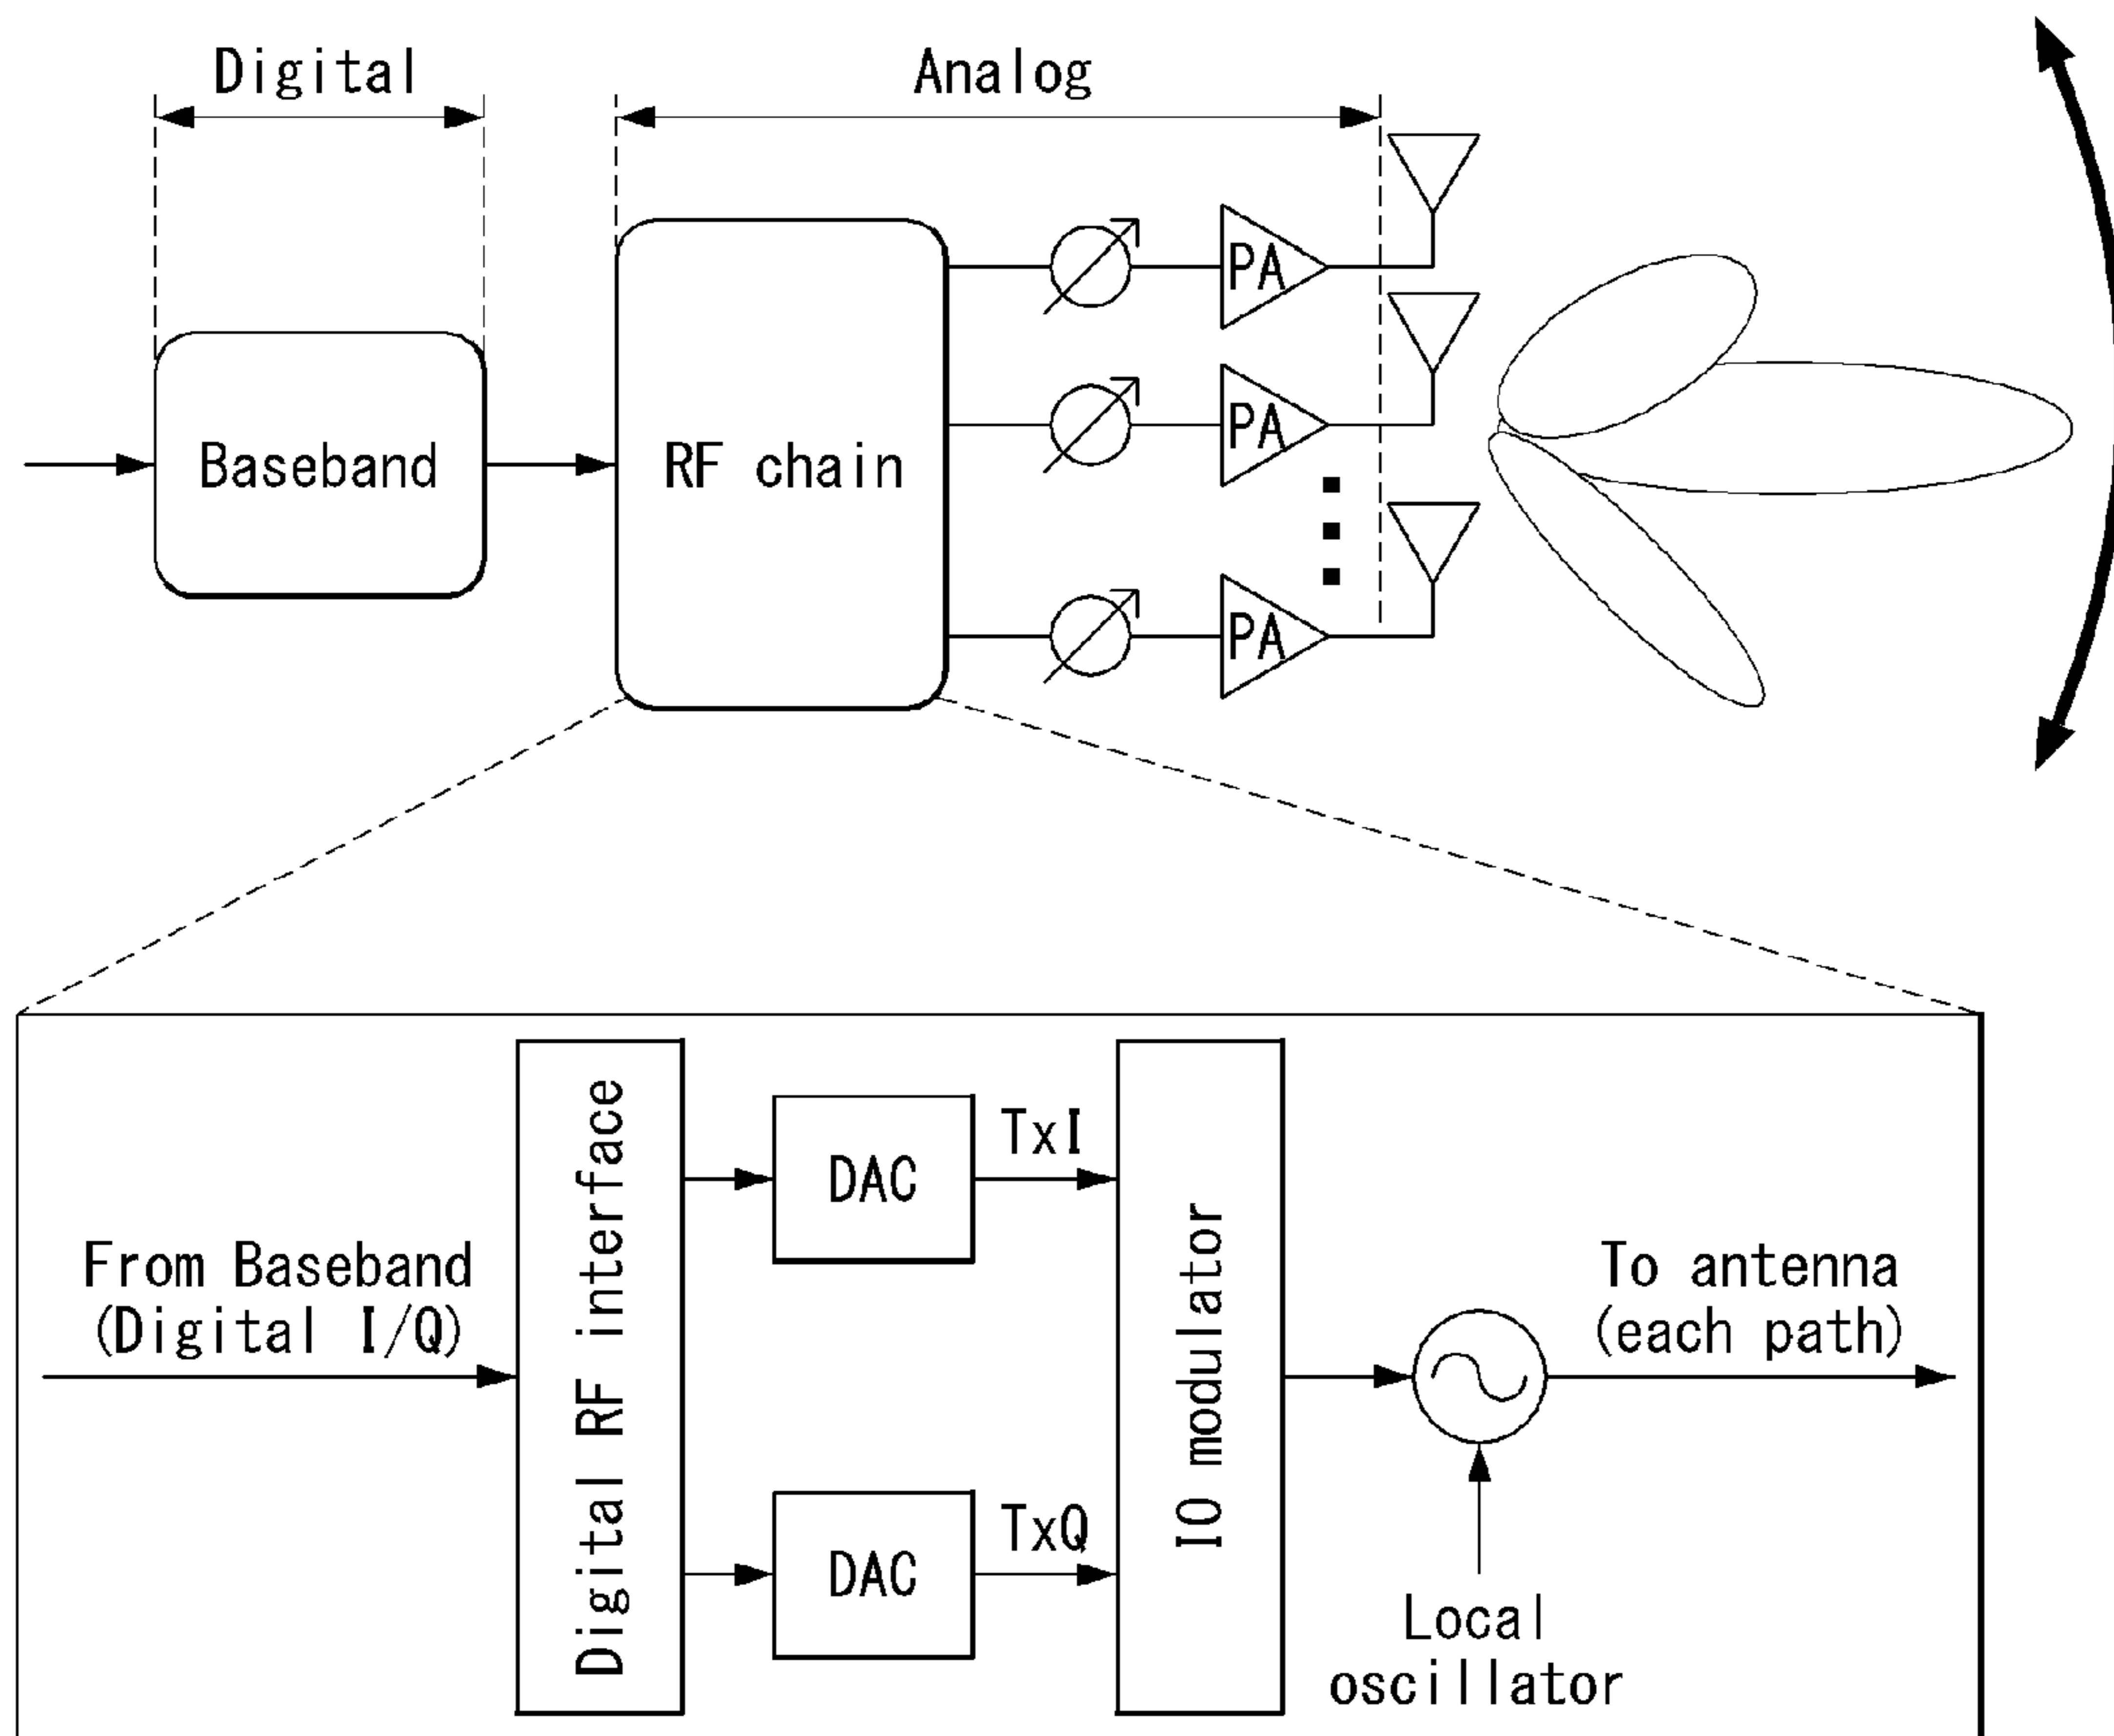 Digital
Analog
Baseband
RF chain
PA
PA
PA
Digital RF interface
DAC
TxI
IO modulator
From Baseband
(Digital I/Q)
To antenna
(each path)
DAC
TxQ
Local
oscillator